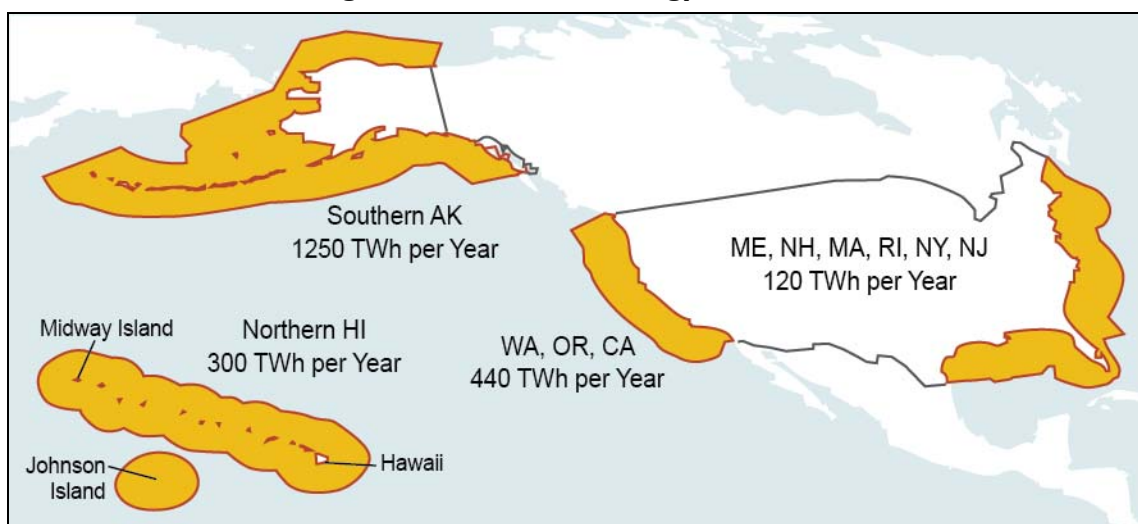 Southern AK
1250 TWh per Year
ME, NH, MA, RI, NY, NJ
120 TWh per Year
Midway Island
Northern HI
300 TWh per Year
WA, OR, CA
440 TWh per Year
Johnson
Island
Hawaii